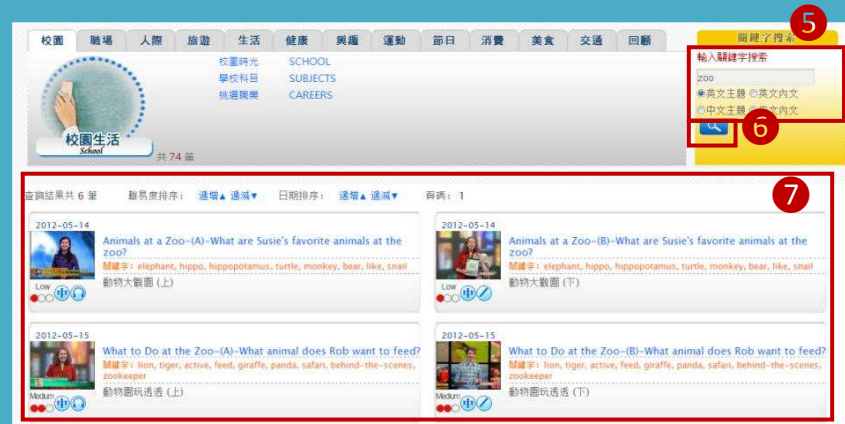 5
校園 職場 人際 旅遊 生活 健康 興趣 運動 節日 消費 美食 交通 回顧
關鍵字搜索
校園時光 SCHOOL
學校科目 SUBJECTS
挑選職業 CAREERS
輸入關鍵字搜索
zoo
英文主題 英文內文
中文主題 中文內文
6
校園生活
School
共 74 筆
7
查詢結果共 6 筆 難易度排序： 遞增▲ 遞減▼ 日期排序： 遞增▲ 遞減▼ 頁碼： 1
2012-05-14
Animals at a Zoo-(A)-What are Susie's favorite animals at the
zoo?
關鍵字: elephant, hippo, hippopotamus, turtle, monkey, bear, like, snail
動物大觀園 (上)
Low
中
2012-05-14
Animals at a Zoo-(B)-What are Susie's favorite animals at the
zoo?
關鍵字: elephant, hippo, hippopotamus, turtle, monkey, bear, like, snail
動物大觀園 (下)
Low
中
2012-05-15
What to Do at the Zoo-(A)-What animal does Rob want to feed?
關鍵字: lion, tiger, active, feed, giraffe, panda, safari, behind-the-scenes,
zookeeper
動物園玩透透 (上)
Medium
中
2012-05-15
What to Do at the Zoo-(B)-What animal does Rob want to feed?
關鍵字: lion, tiger, active, feed, giraffe, panda, safari, behind-the-scenes,
zookeeper
動物園玩透透 (下)
Medium
中